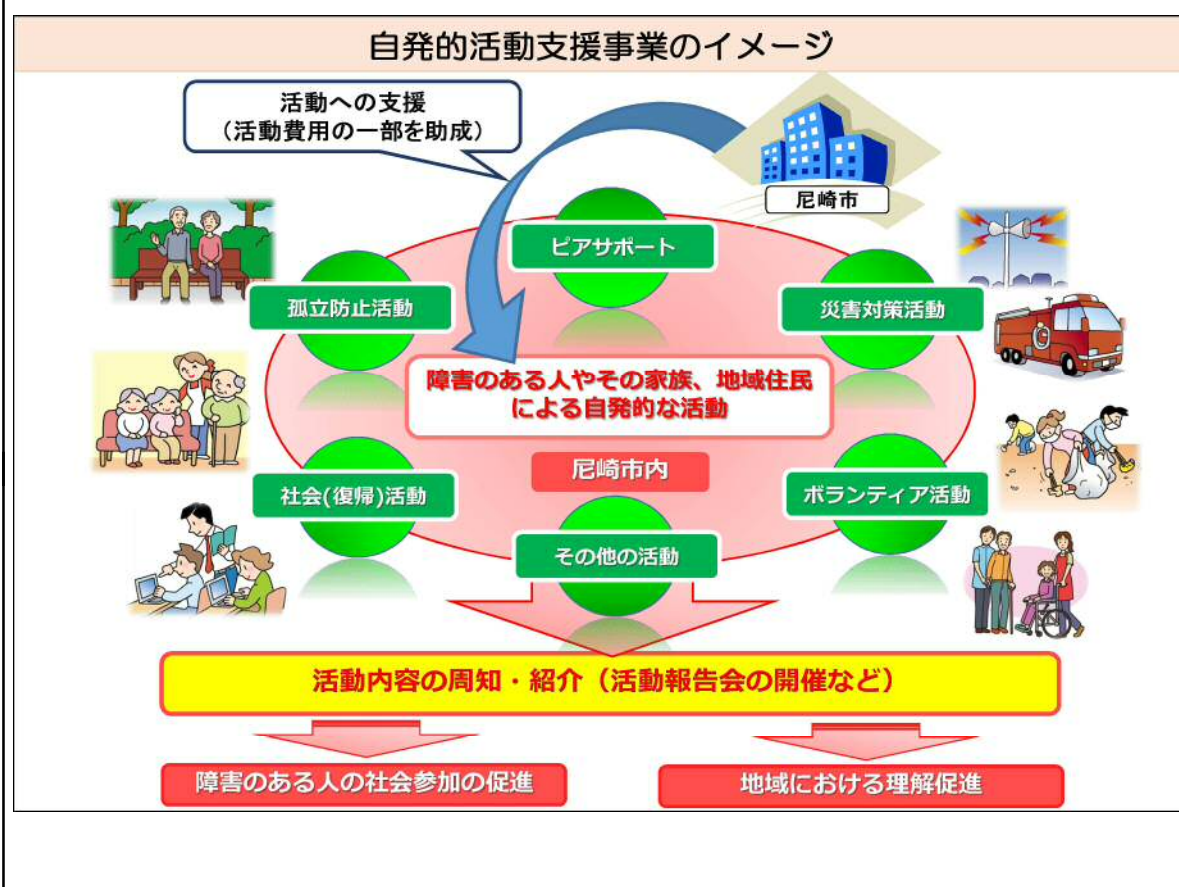 自発的活動支援事業のイメージ
活動への支援
（活動費用の一部を助成）
尼崎市
ピアサポート
孤立防止活動
災害対策活動
障害のある人やその家族、地域住民
による自発的な活動
尼崎市内
社会(復帰)活動
ボランティア活動
その他の活動
活動内容の周知・紹介（活動報告会の開催など）
障害のある人の社会参加の促進
地域における理解促進